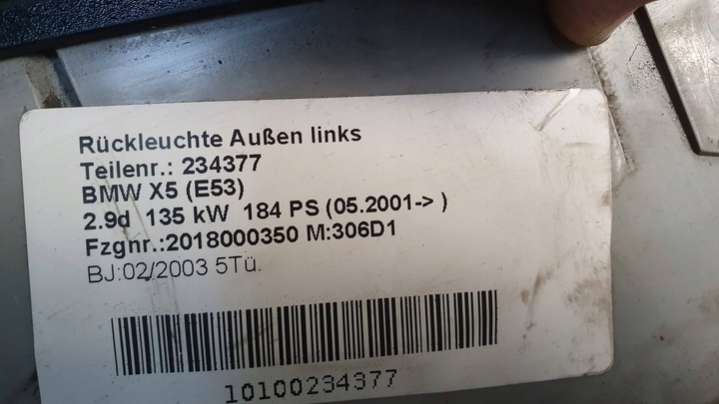 Rückleuchte Außen links
Teilenr.: 234377
BMW X5 (E53)
2.9d 135 kW 184 PS (05.2001-> )
Fzgnr.:2018000350 M:306D1
BJ:02/2003 5Tü.
10100234377